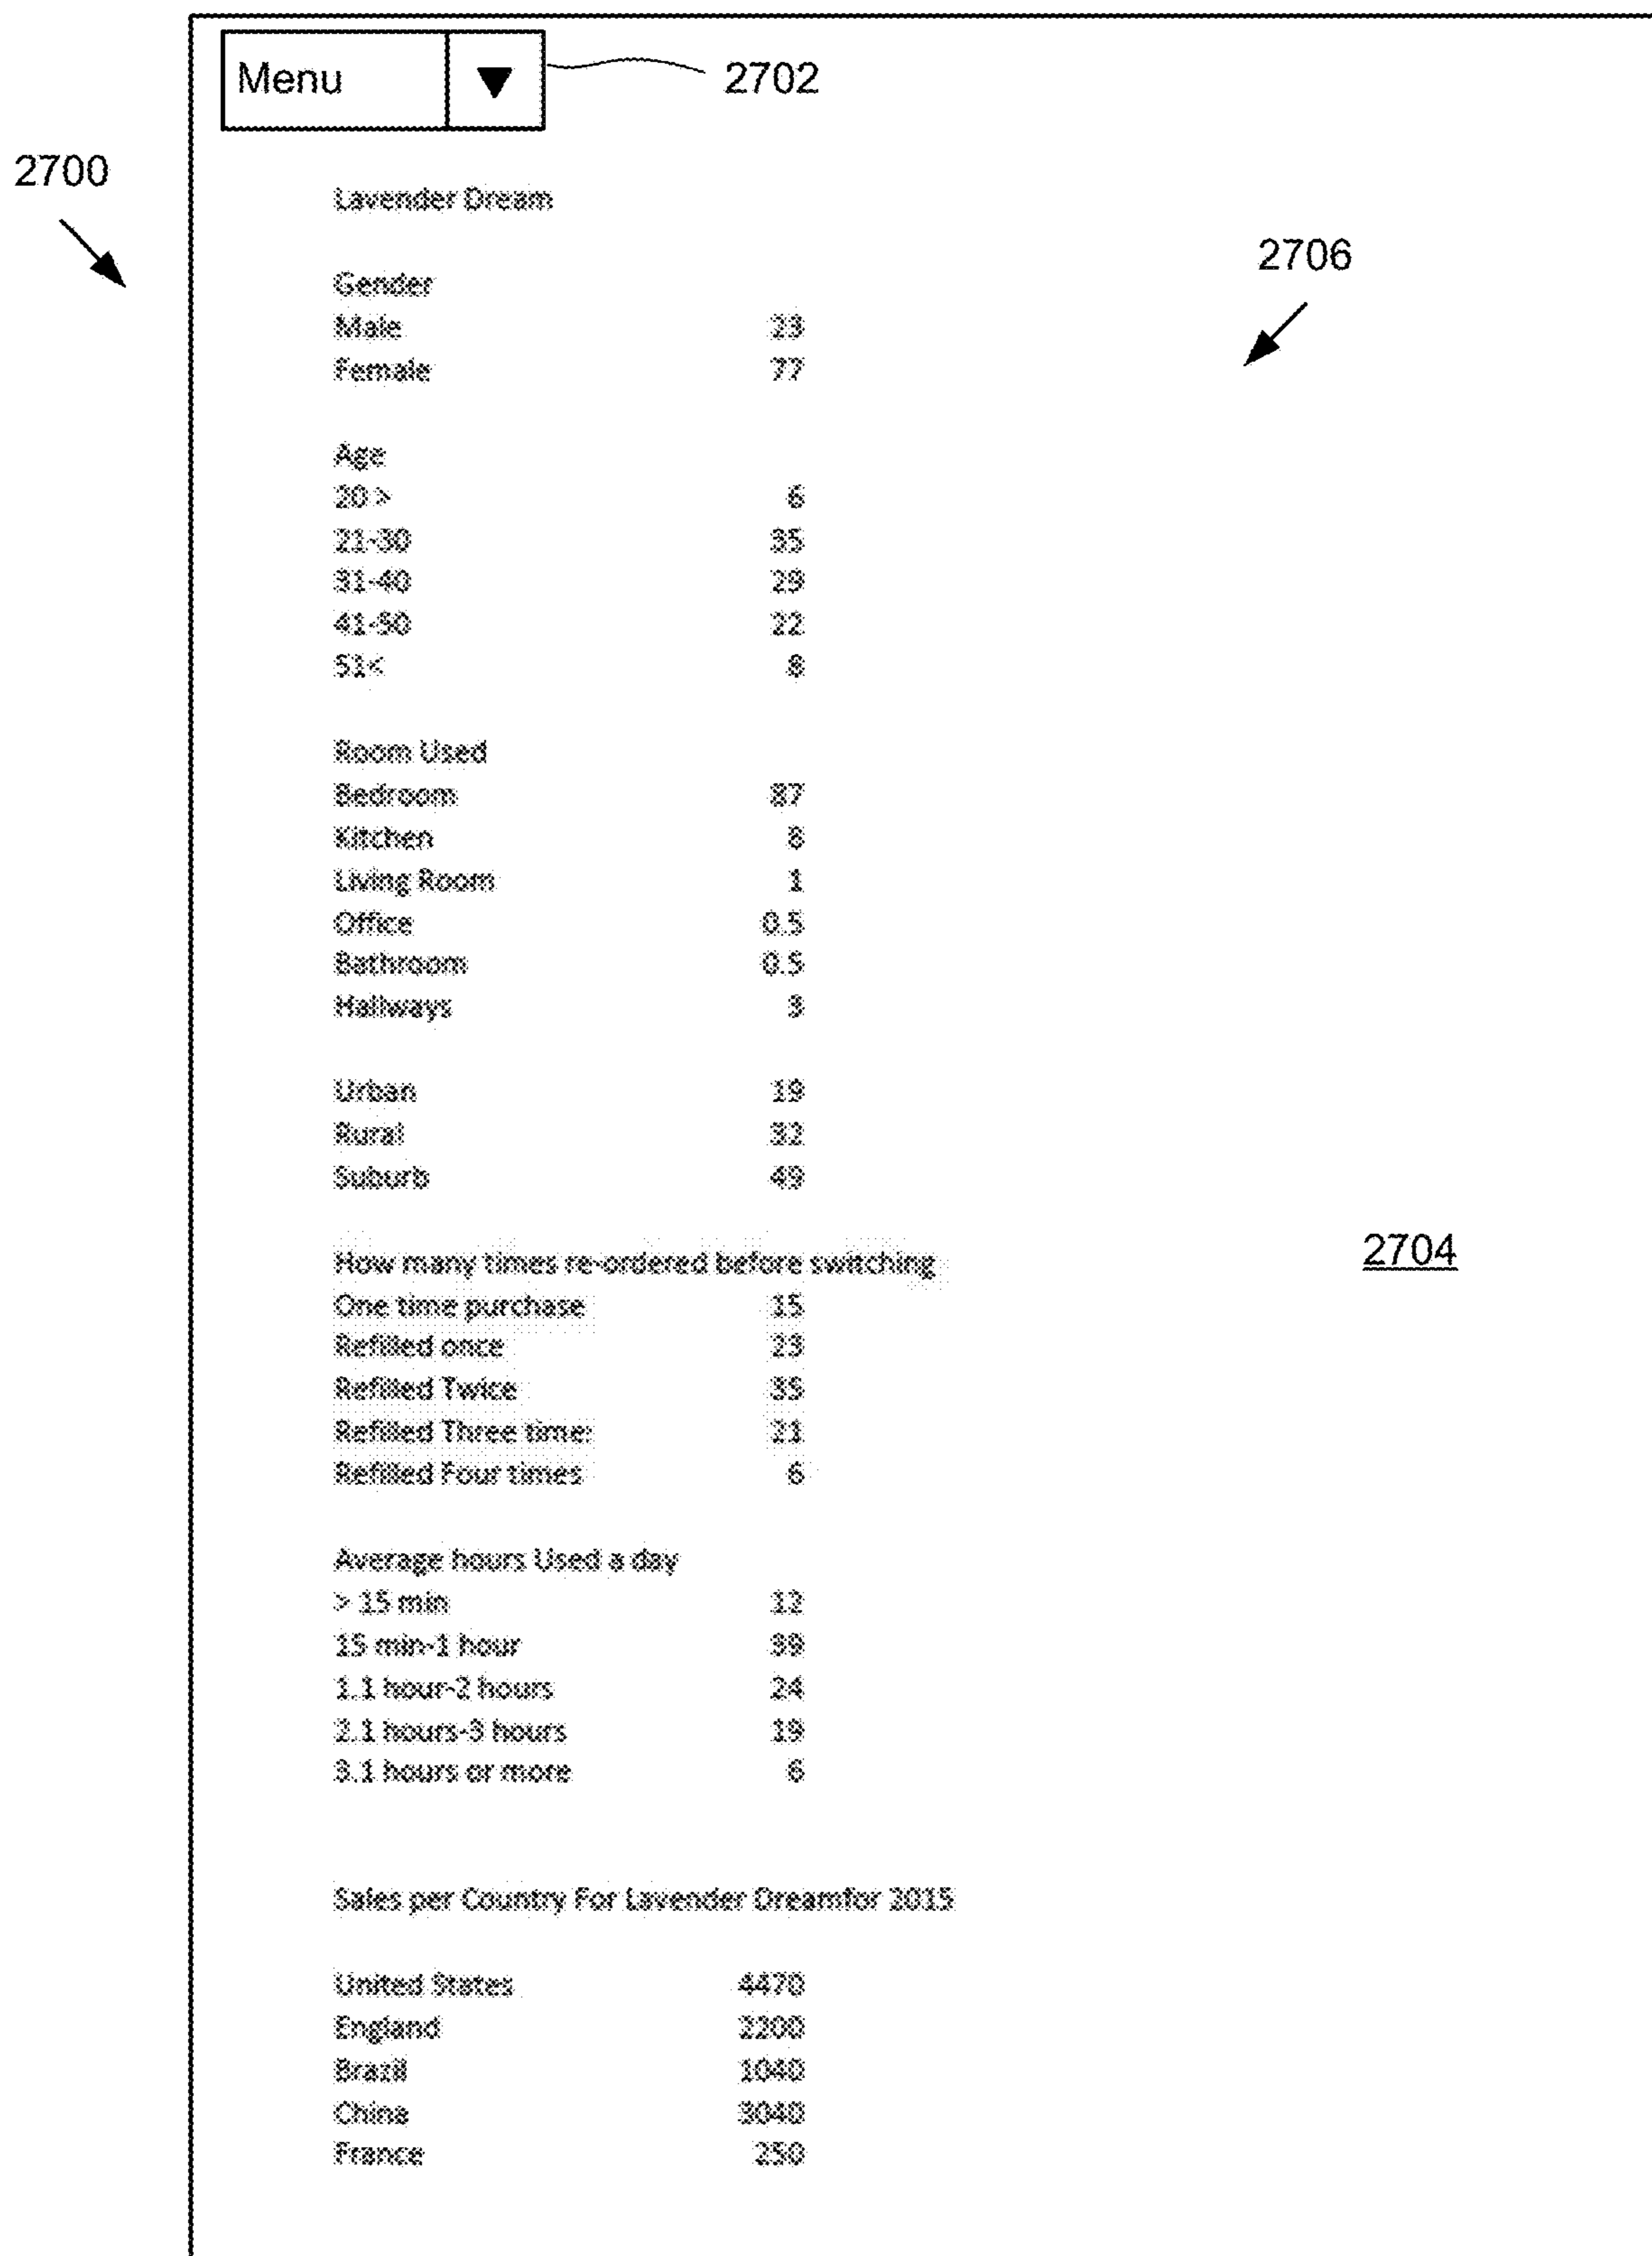 Menu ▼ 2702
2700
Lavender Dream
2706
Gender
Male 23
Female 77
Age
20 > 6
21-30 35
31-40 29
41-50 22
51< 8
Room Used
Bedroom 87
Kitchen 8
Living Room 1
Office 0.5
Bathroom 0.5
Hallways 3
Urban 19
Rural 32
Suburb 49
2704
How many times re-ordered before switching
One time purchase 15
Refilled once 23
Refilled Twice 35
Refilled Three time 21
Refilled Four times 6
Average hours Used a day
> 15 min 12
15 min-1 hour 39
1.1 hour-2 hours 24
2.1 hours-3 hours 19
3.1 hours or more 6
Sales per Country For Lavender Dreamfor 2015
United States 4470
England 2200
Brazil 1040
China 3040
France 250